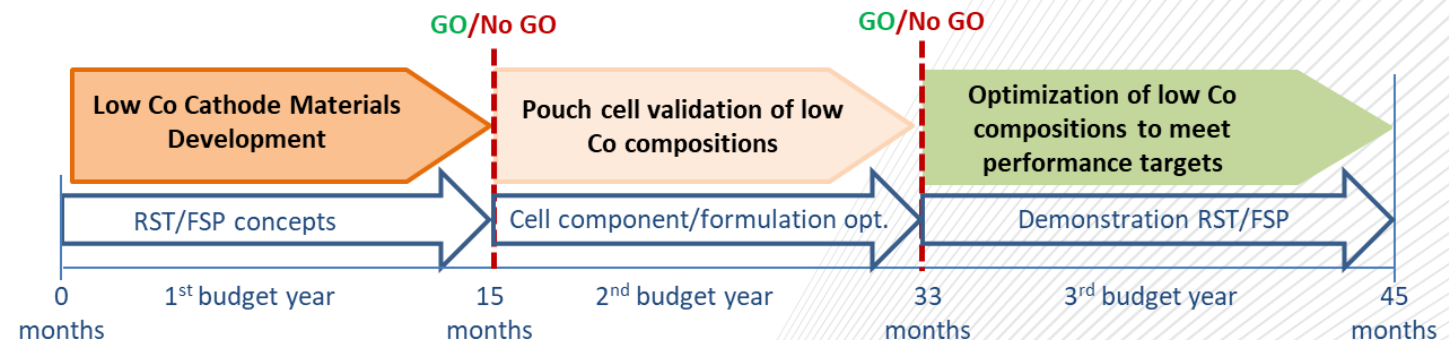 GO/No GO
GO/No GO
Low Co Cathode Materials
Development
Pouch cell validation of low
Co compositions
Optimization of low Co
compositions to meet
performance targets
RST/FSP concepts
Cell component/formulation opt.
Demonstration RST/FSP
0
months
1st budget year
15
months
2nd budget year
33
months
3rd budget year
45
months